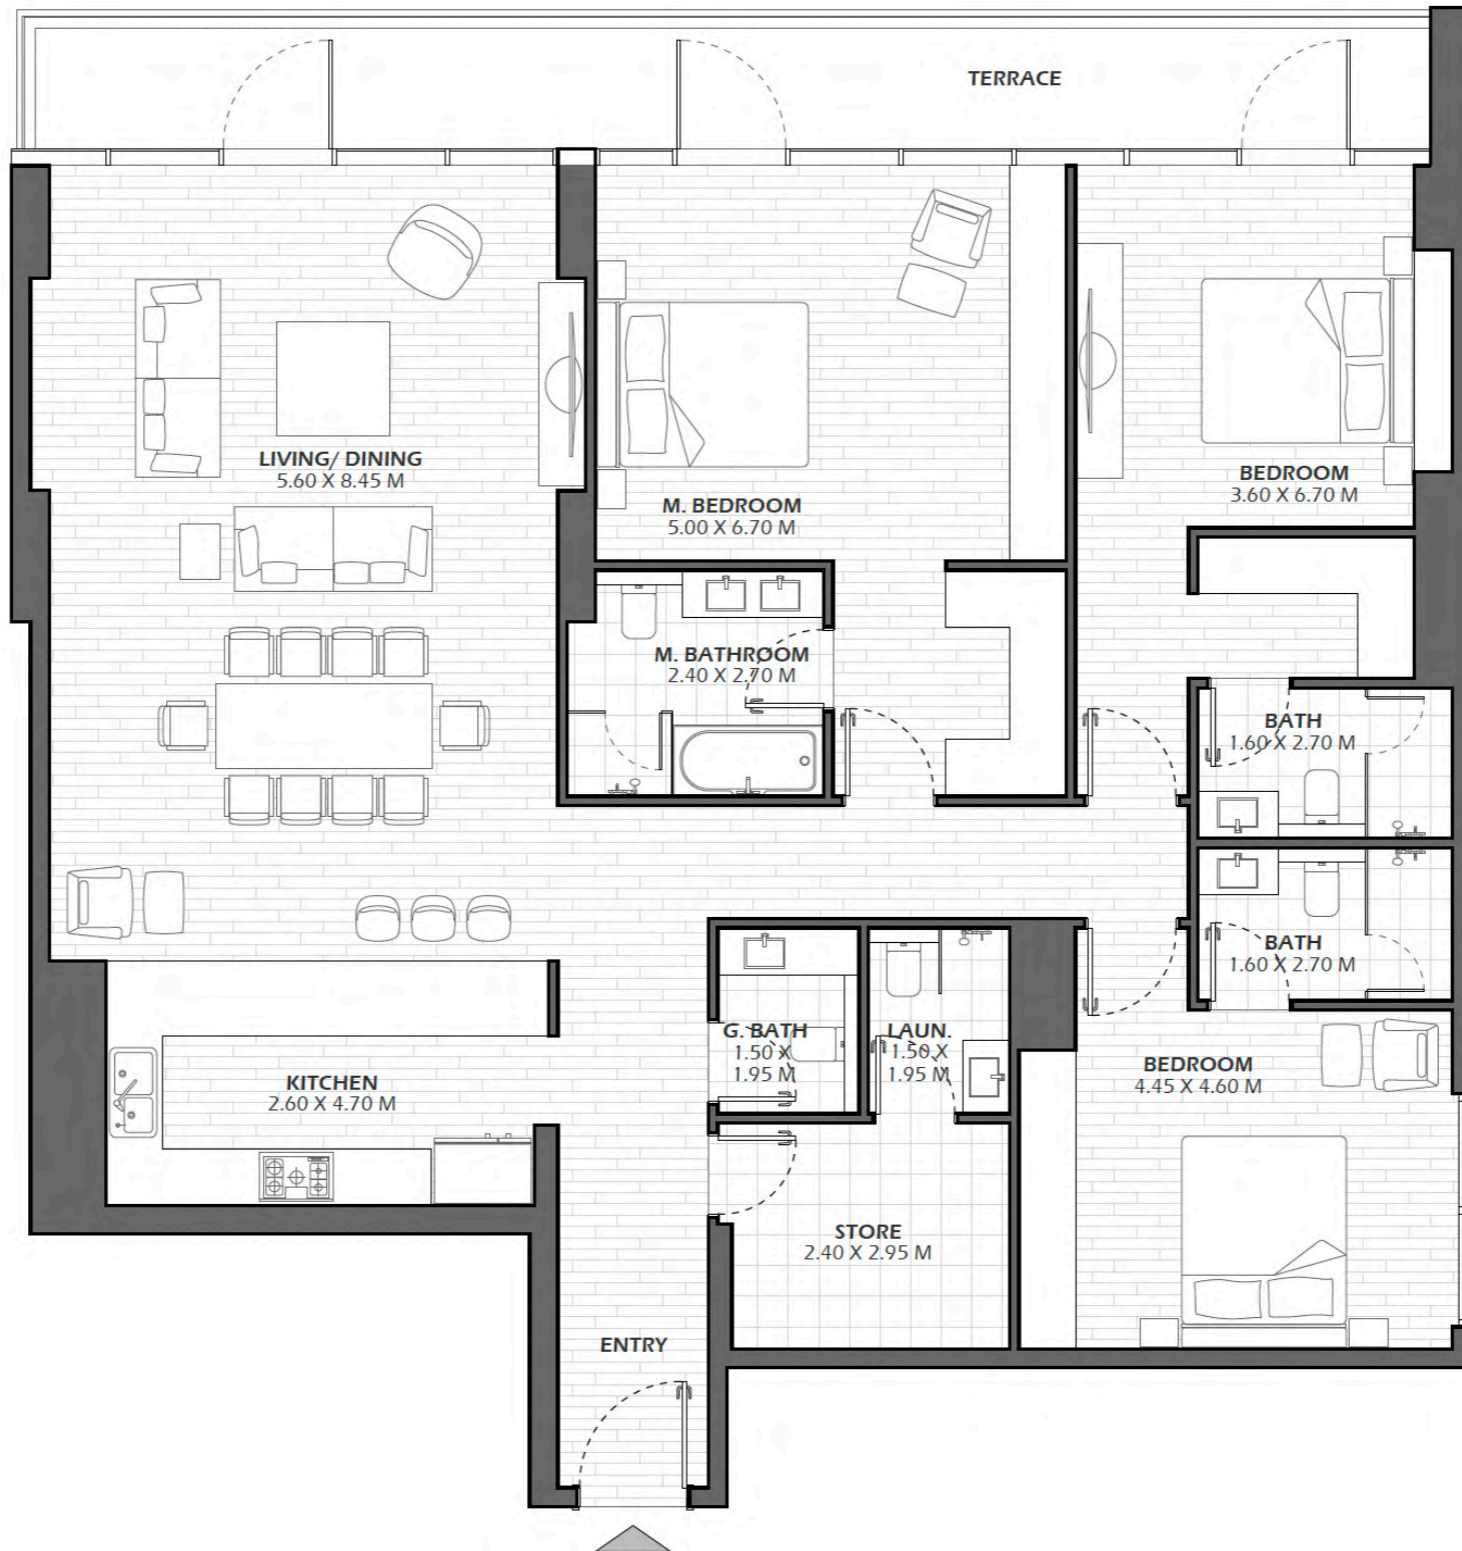 TERRACE
LIVING/ DINING
5.60 X 8.45 M
M. BEDROOM
5.00 X 6.70 M
BEDROOM
3.60 X 6.70 M
M. BATHROOM
2.40 X 2.70 M
BATH
1.60 X 2.70 M
BATH
1.60 X 2.70 M
G. BATH
1.50 X
1.95 M
LAUN.
1.50 X
1.95 M
KITCHEN
2.60 X 4.70 M
BEDROOM
4.45 X 4.60 M
STORE
2.40 X 2.95 M
ENTRY